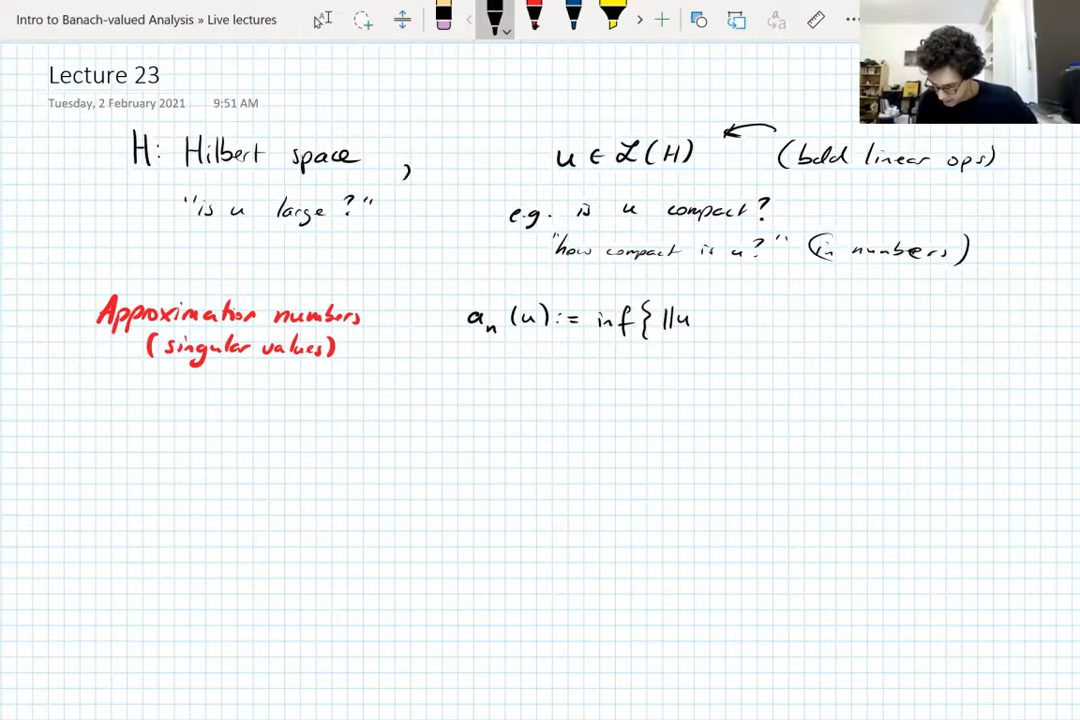 Intro to Banach-valued Analysis » Live lectures
Lecture 23
Tuesday, 2 February 2021 9:51 AM
H: Hilbert space , u ∈ ℒ(H) (bdd linear ops)
"is u large?" e.g. is u compact?
"how compact is u?" (in numbers)
Approximation numbers aₙ(u) := inf{ ||u
(singular values)